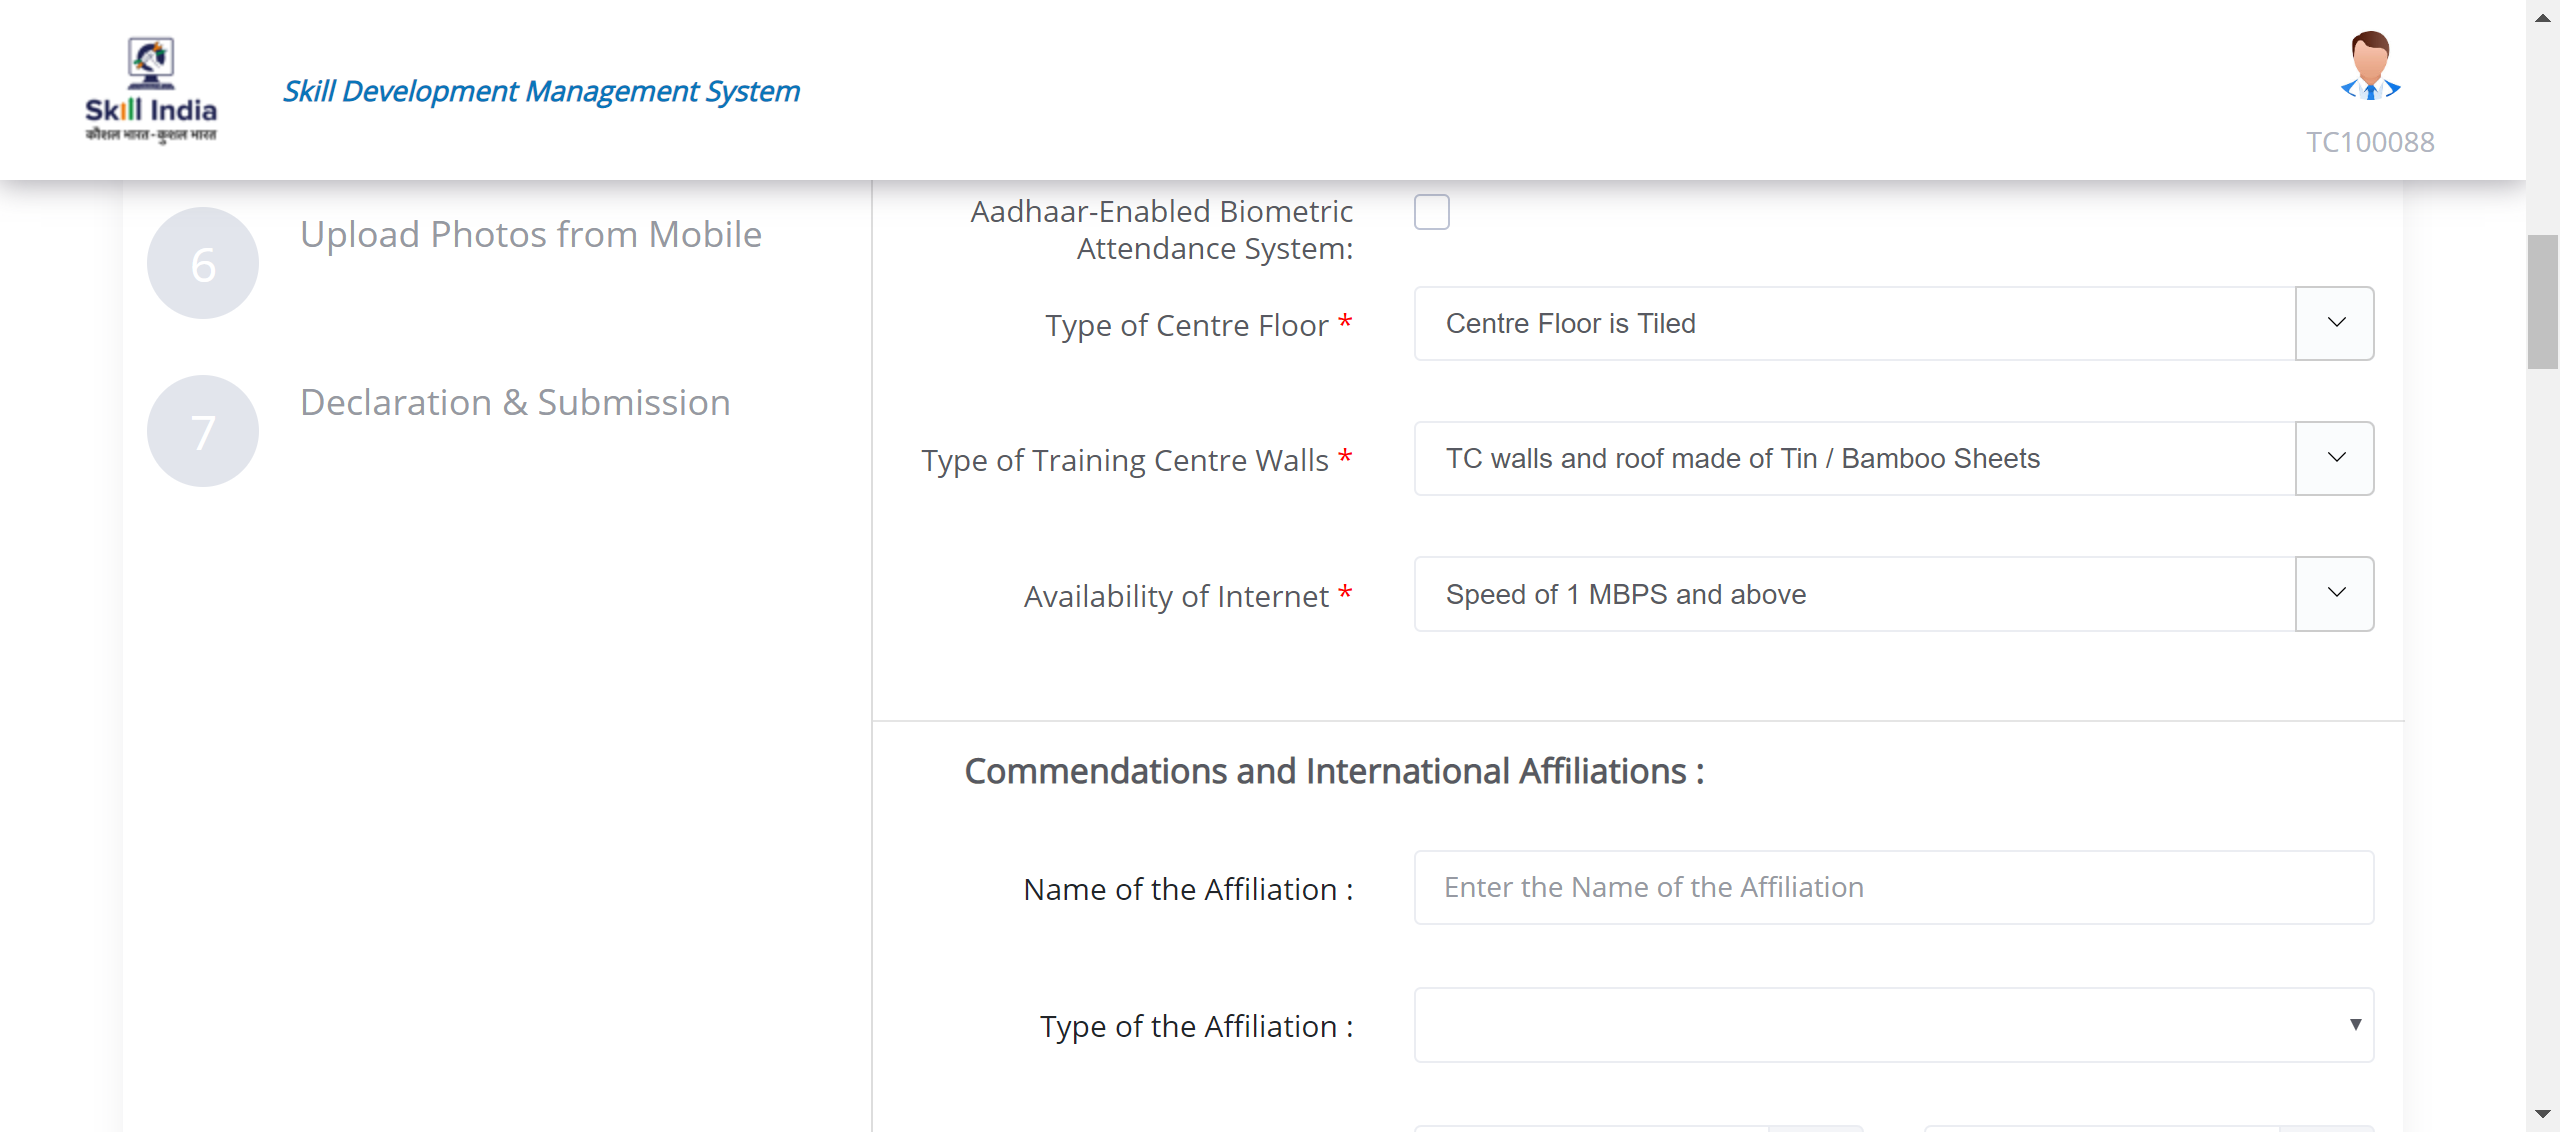 Skill India
कौशल भारत-कुशल भारत
Skill Development Management System
TC100088
6
Upload Photos from Mobile
7
Declaration & Submission
Aadhaar-Enabled Biometric
Attendance System:
Type of Centre Floor *
Centre Floor is Tiled
Type of Training Centre Walls *
TC walls and roof made of Tin / Bamboo Sheets
Availability of Internet *
Speed of 1 MBPS and above
Commendations and International Affiliations :
Name of the Affiliation :
Enter the Name of the Affiliation
Type of the Affiliation :